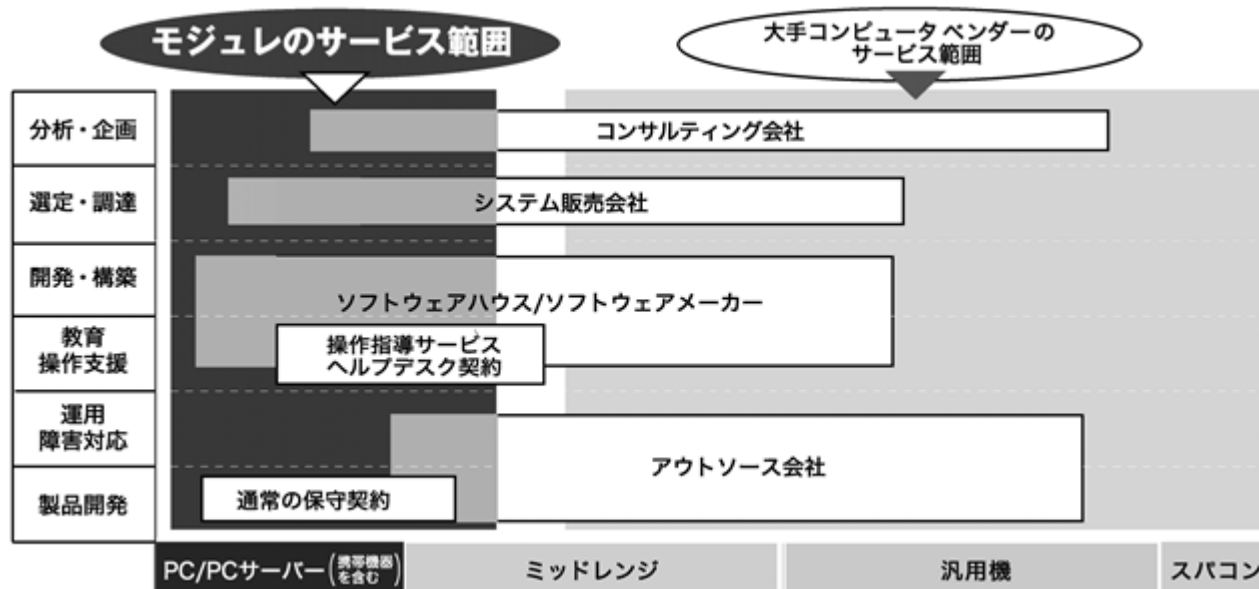 モジュレのサービス範囲
大手コンピュータ ベンダーの
サービス範囲
分析・企画
コンサルティング会社
選定・調達
システム販売会社
開発・構築
ソフトウェアハウス/ソフトウェアメーカー
教育
操作支援
操作指導サービス
ヘルプデスク契約
運用
障害対応
アウトソース会社
製品開発
通常の保守契約
PC/PCサーバー(携帯機器を含む)
ミッドレンジ
汎用機
スパコン